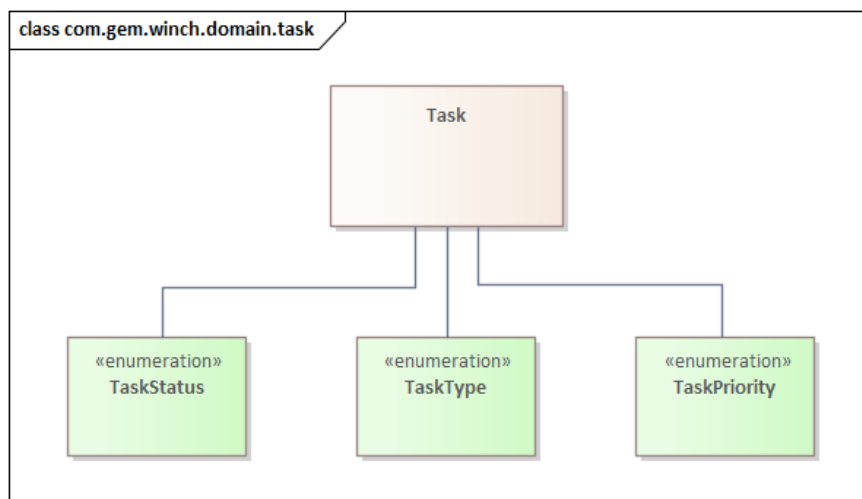 class com.gem.winch.domain.task
Task
«enumeration»
TaskStatus
«enumeration»
TaskType
«enumeration»
TaskPriority